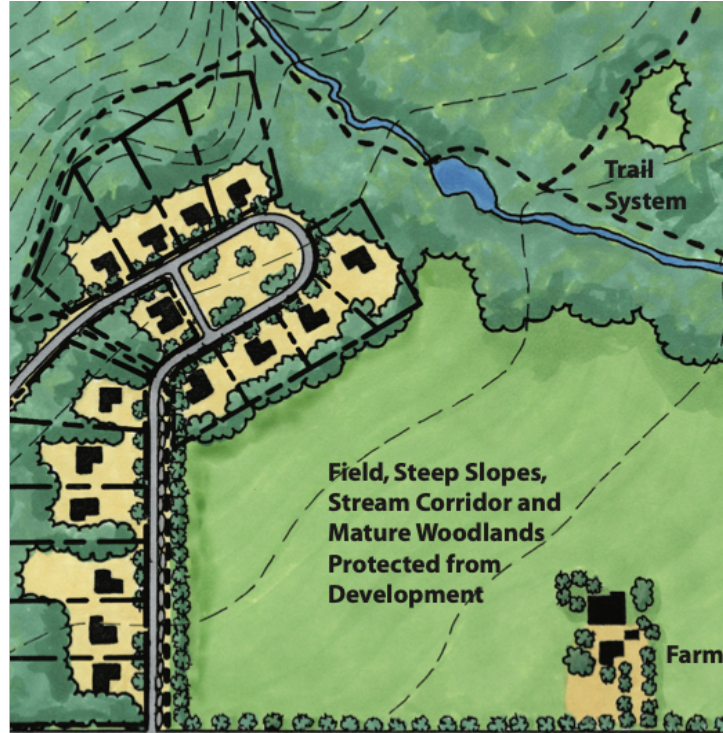 Trail
System
Field, Steep Slopes,
Stream Corridor and
Mature Woodlands
Protected from
Development
Farm